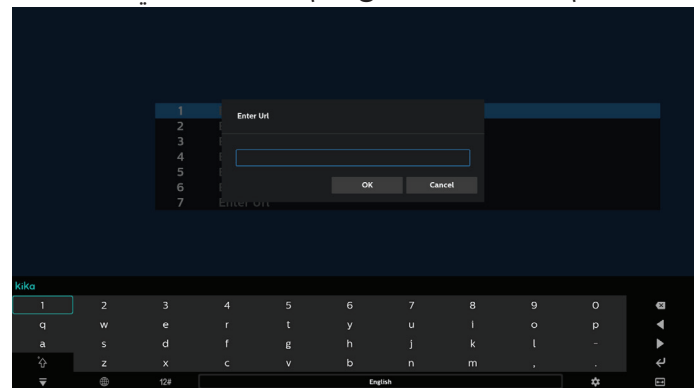 Enter Url
1
2
3
4
5
6
7 Enter Url
OK Cancel
kika
1 2 3 4 5 6 7 8 9 0
q w e r t y u i o p
a s d f g h j k l -
z x c v b n m , .
12# English